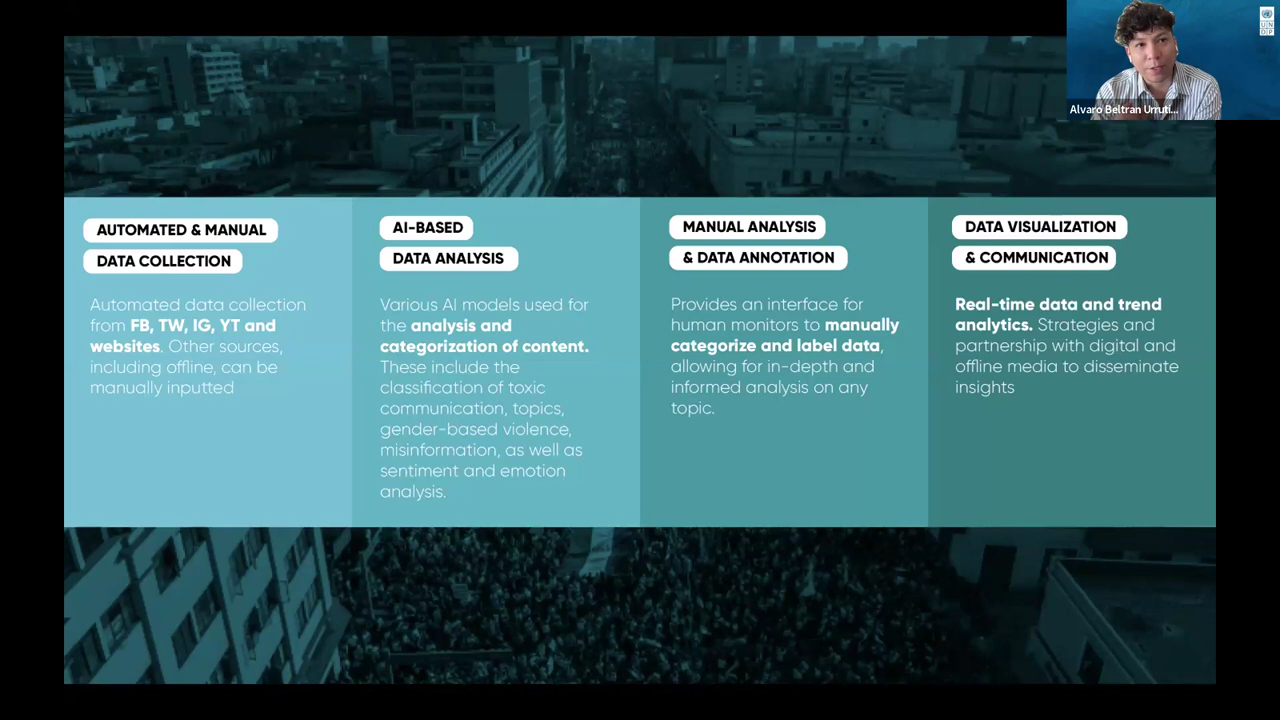 Alvaro Beltran Urruti...
U N
D P
AUTOMATED & MANUAL
DATA COLLECTION
Automated data collection
from FB, TW, IG, YT and
websites. Other sources,
including offline, can be
manually inputted
AI-BASED
DATA ANALYSIS
Various AI models used for
the analysis and
categorization of content.
These include the
classification of toxic
communication, topics,
gender-based violence,
misinformation, as well as
sentiment and emotion
analysis.
MANUAL ANALYSIS
& DATA ANNOTATION
Provides an interface for
human monitors to manually
categorize and label data,
allowing for in-depth and
informed analysis on any
topic.
DATA VISUALIZATION
& COMMUNICATION
Real-time data and trend
analytics. Strategies and
partnership with digital and
offline media to disseminate
insights